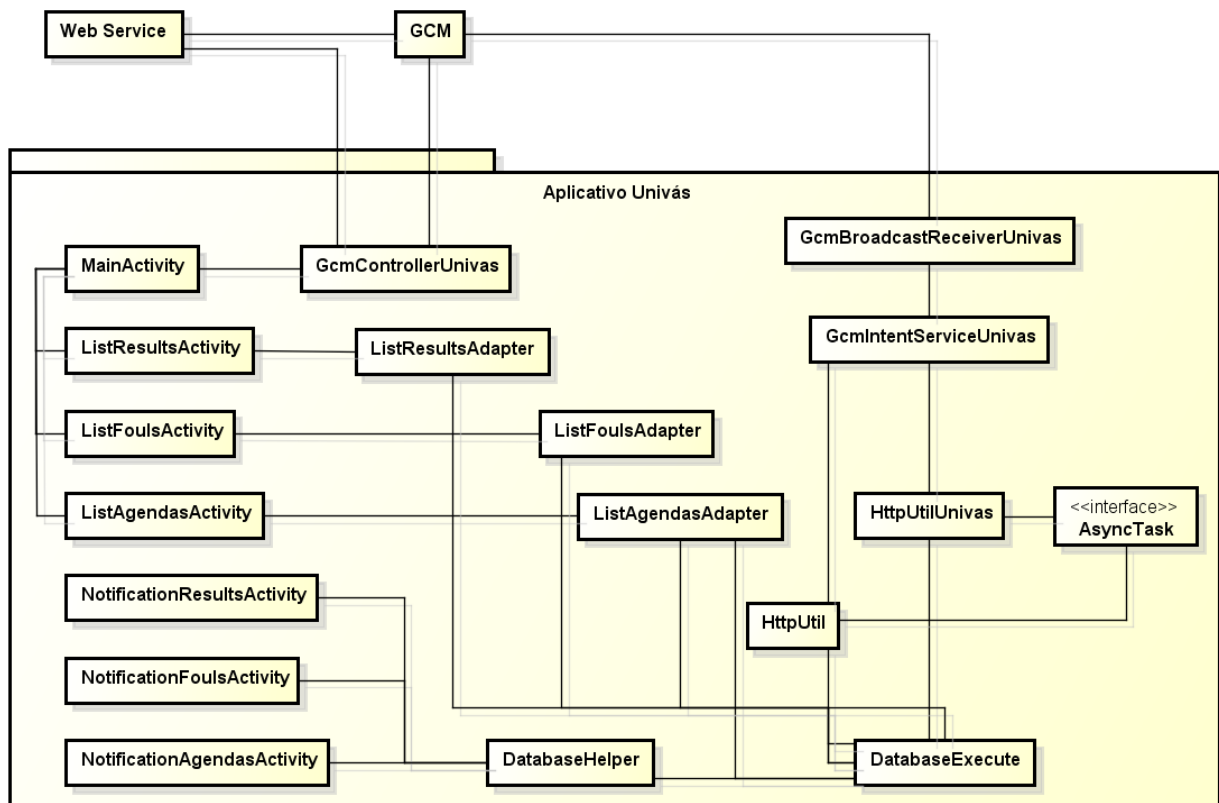 Web Service
GCM
Aplicativo Univás
GcmBroadcastReceiverUnivas
MainActivity
GcmControllerUnivas
ListResultsActivity
ListResultsAdapter
GcmIntentServiceUnivas
ListFoulsActivity
ListFoulsAdapter
ListAgendasActivity
ListAgendasAdapter
HttpUtilUnivas
<<interface>>
AsyncTask
NotificationResultsActivity
HttpUtil
NotificationFoulsActivity
NotificationAgendasActivity
DatabaseHelper
DatabaseExecute